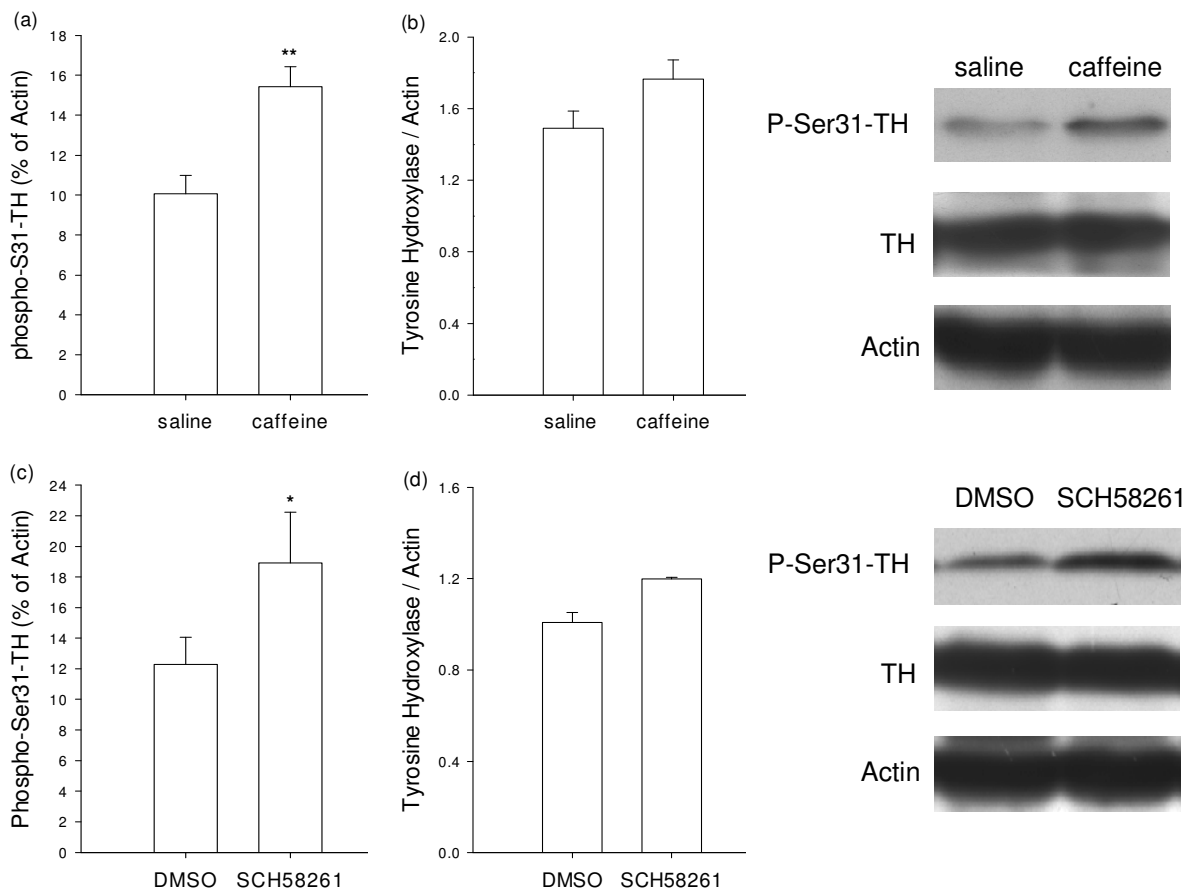 (a)
phospho-S31-TH (% of Actin)
18
16
14
12
10
8
6
4
2
0
**
saline caffeine
(b)
Tyrosine Hydroxylase / Actin
2.0
1.6
1.2
0.8
0.4
0.0
saline caffeine
saline caffeine
P-Ser31-TH
TH
Actin
(c)
Phospho-Ser31-TH (% of Actin)
24
22
20
18
16
14
12
10
8
6
4
2
0
*
DMSO SCH58261
(d)
Tyrosine Hydroxylase / Actin
1.6
1.2
0.8
0.4
0.0
DMSO SCH58261
DMSO SCH58261
P-Ser31-TH
TH
Actin